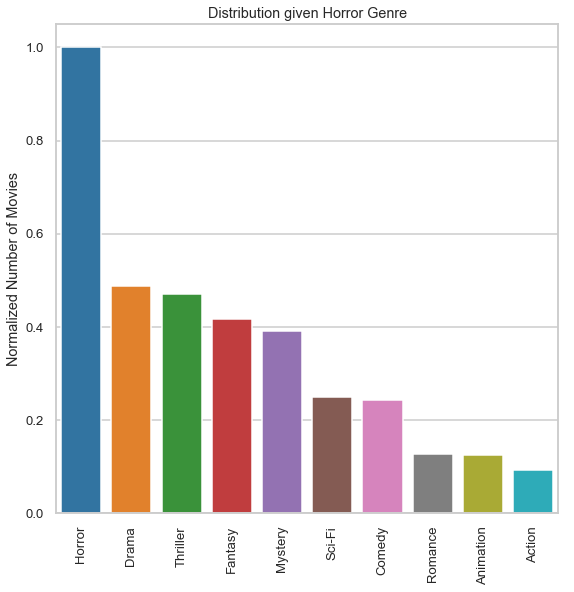 Distribution given Horror Genre
Normalized Number of Movies
1.0
0.8
0.6
0.4
0.2
0.0
Horror
Drama
Thriller
Fantasy
Mystery
Sci-Fi
Comedy
Romance
Animation
Action